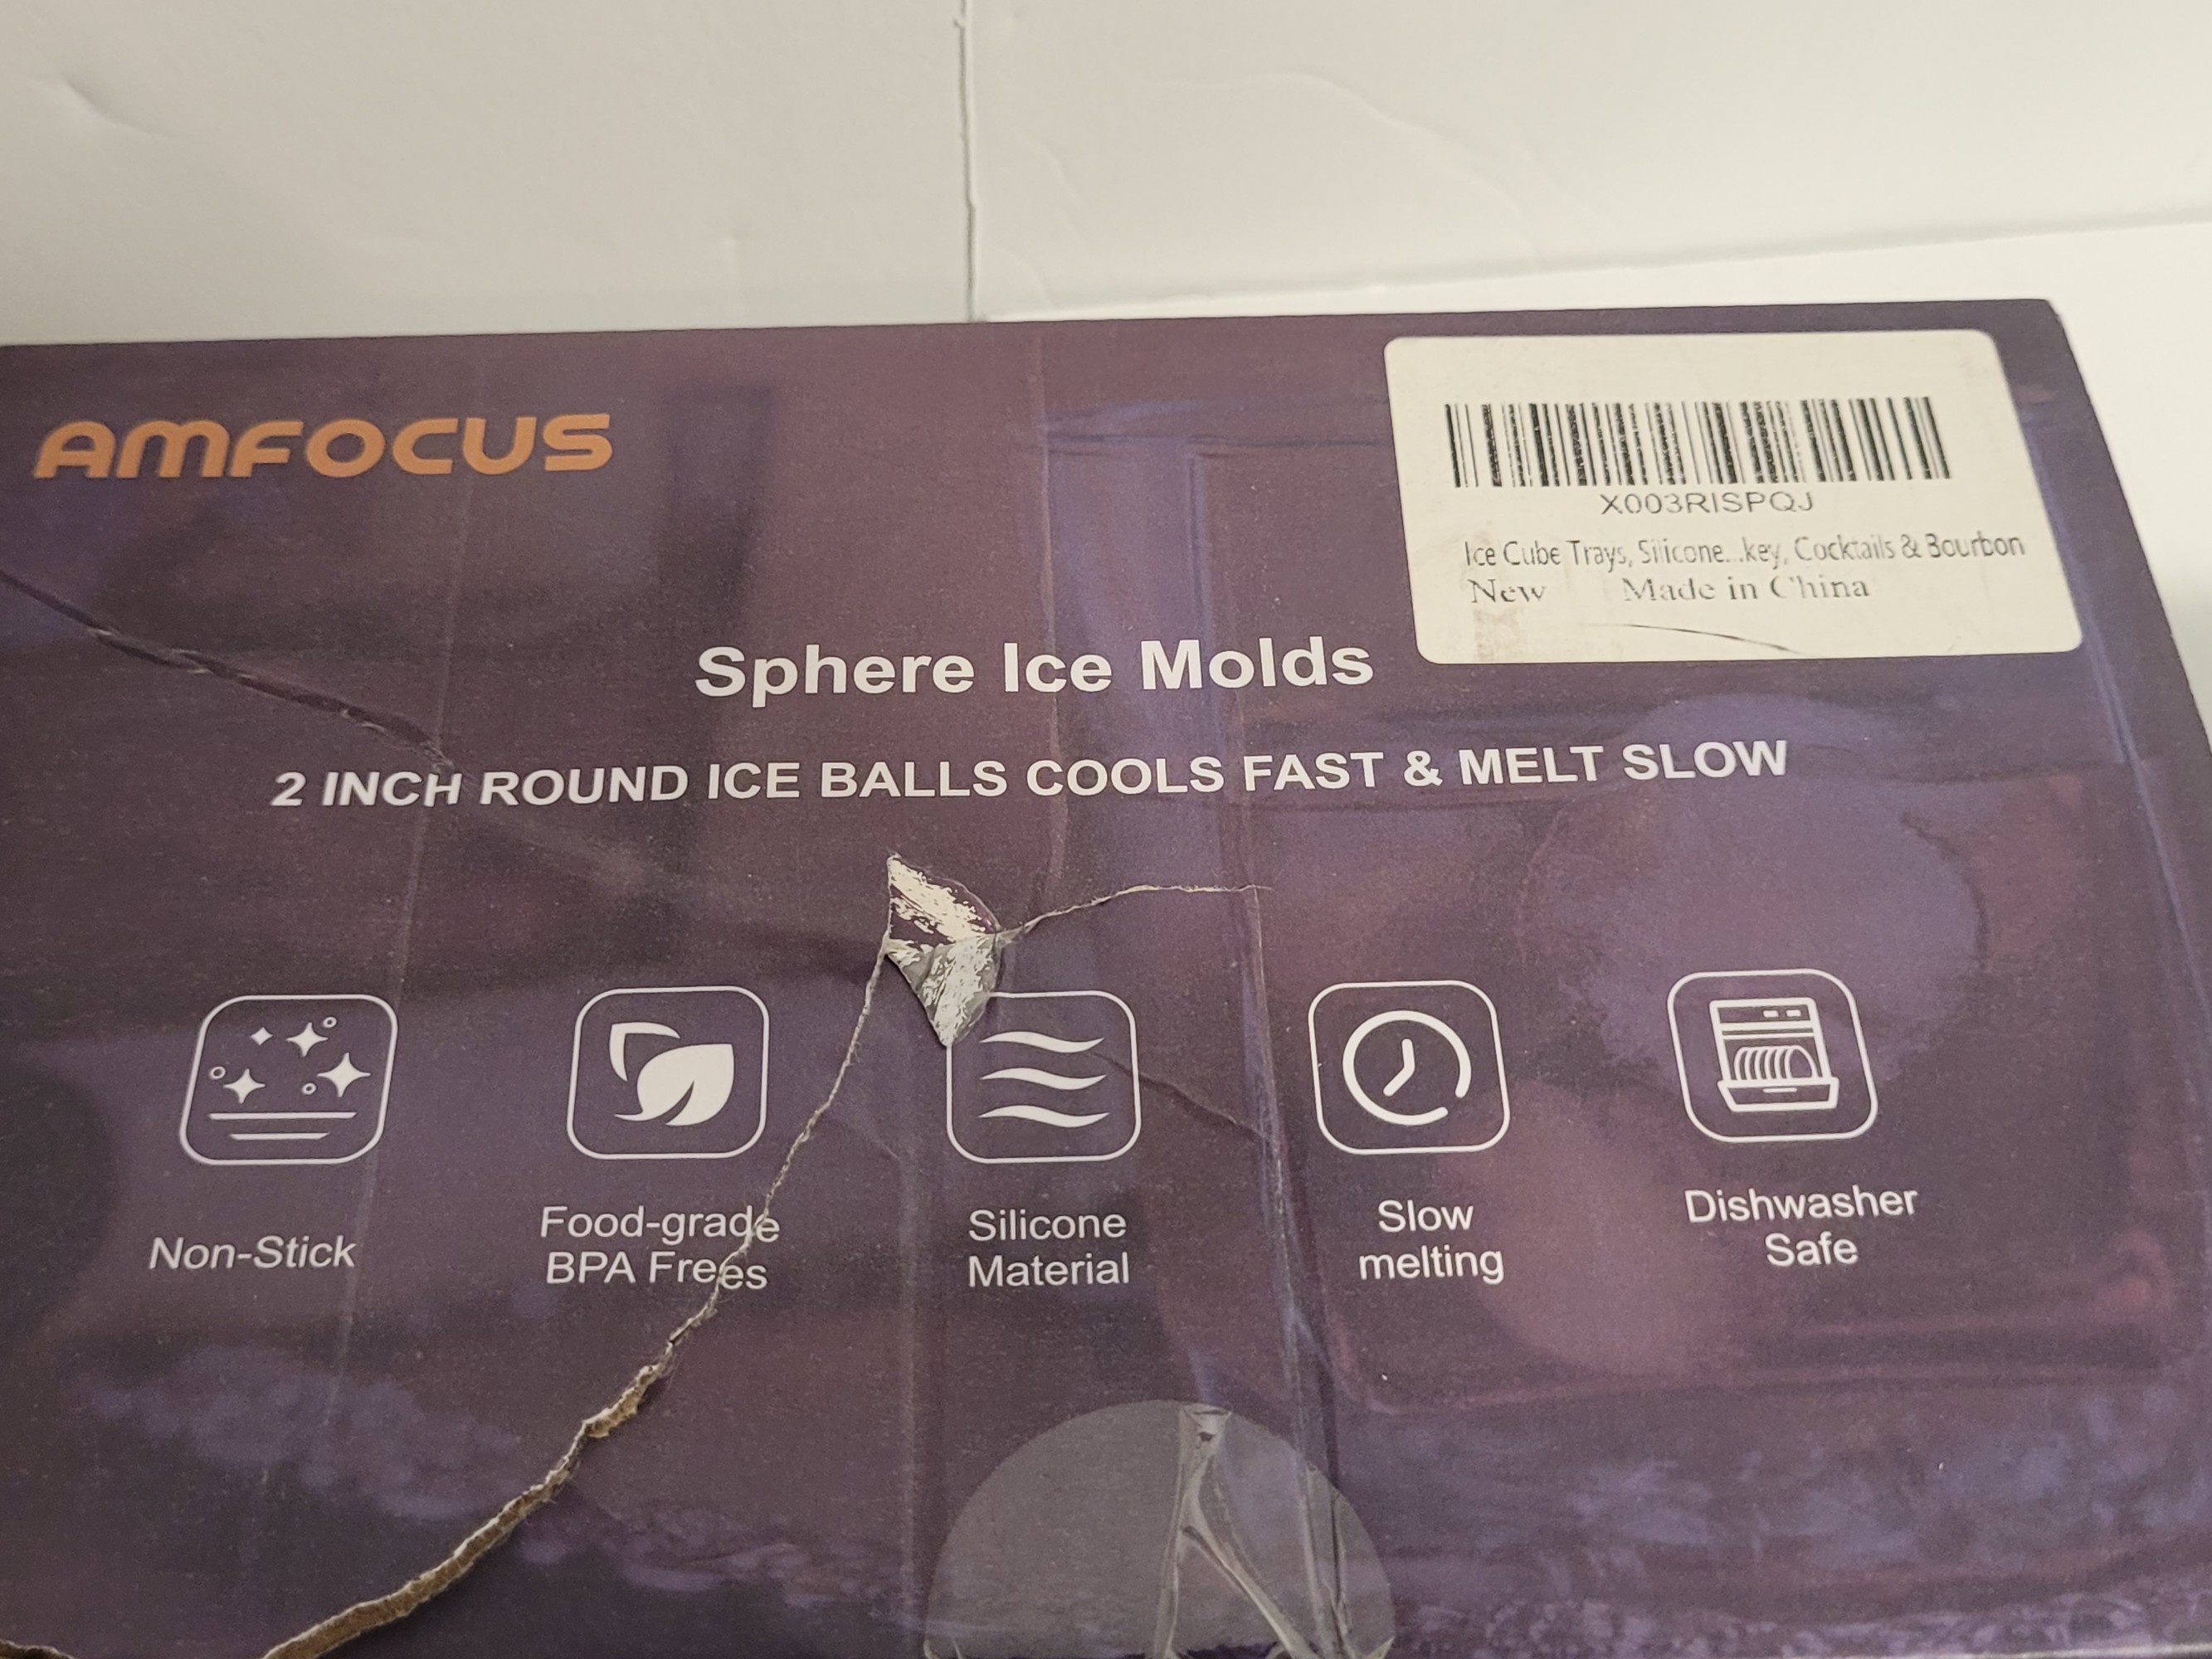 AMFOCUS
X003RISPQJ
Ice Cube Trays, Silicone...key, Cocktails & Bourbon
New Made in China
Sphere Ice Molds
2 INCH ROUND ICE BALLS COOLS FAST & MELT SLOW
Non-Stick
Food-grade
BPA Frees
Silicone
Material
Slow
melting
Dishwasher
Safe